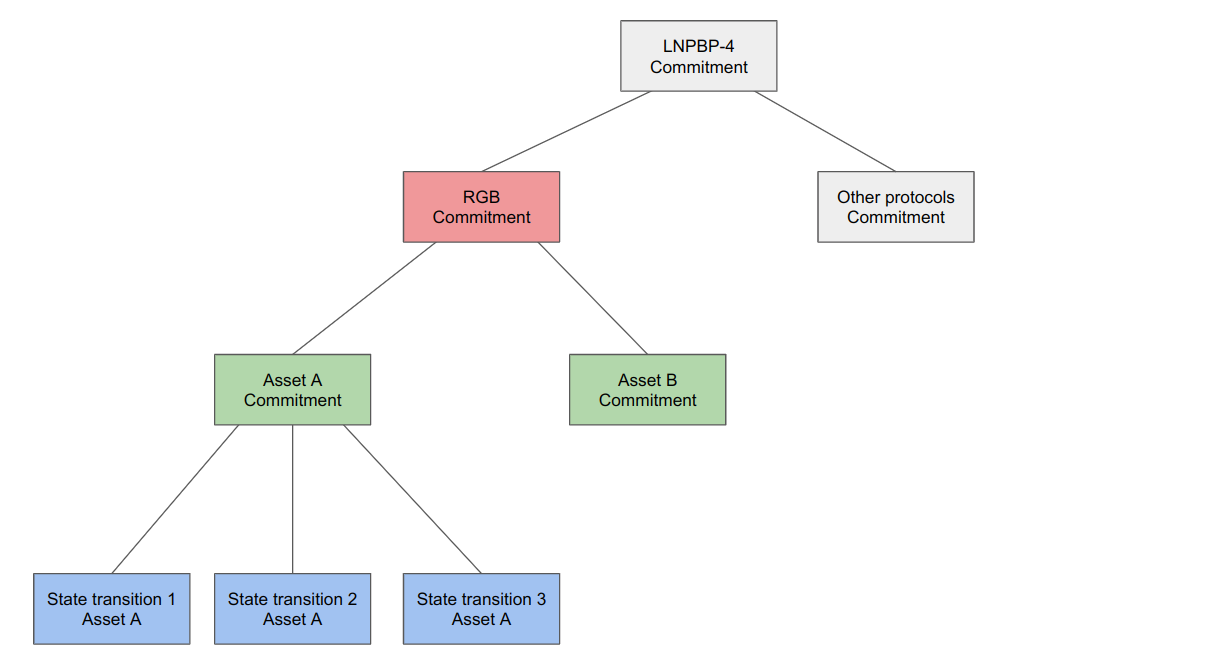 LNPBP-4
Commitment
RGB
Commitment
Other protocols
Commitment
Asset A
Commitment
Asset B
Commitment
State transition 1
Asset A
State transition 2
Asset A
State transition 3
Asset A